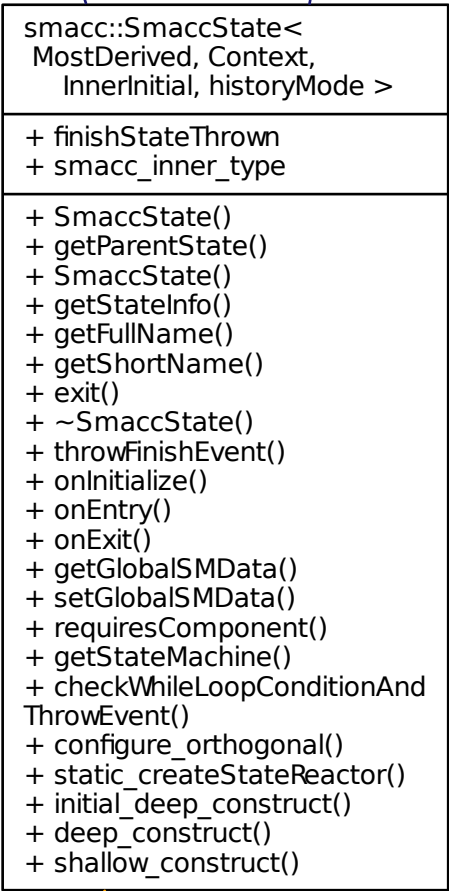 smacc::SmaccState<
MostDerived, Context,
InnerInitial, historyMode >
+ finishStateThrown
+ smacc_inner_type
+ SmaccState()
+ getParentState()
+ SmaccState()
+ getStateInfo()
+ getFullName()
+ getShortName()
+ exit()
+ ~SmaccState()
+ throwFinishEvent()
+ onInitialize()
+ onEntry()
+ onExit()
+ getGlobalSMData()
+ setGlobalSMData()
+ requiresComponent()
+ getStateMachine()
+ checkWhileLoopConditionAnd
ThrowEvent()
+ configure_orthogonal()
+ static_createStateReactor()
+ initial_deep_construct()
+ deep_construct()
+ shallow_construct()